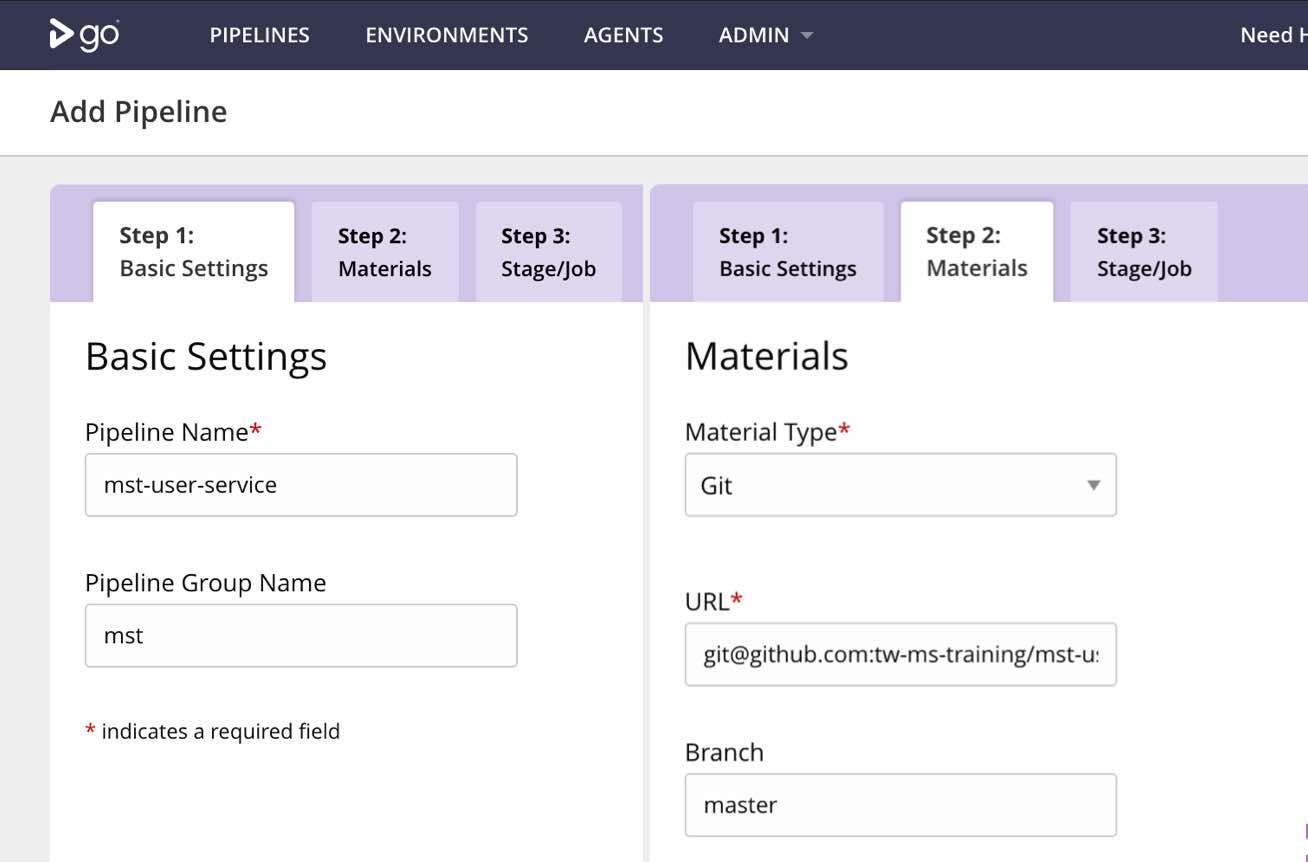 go PIPELINES ENVIRONMENTS AGENTS ADMIN Need
Add Pipeline
Step 1:
Basic Settings
Step 2:
Materials
Step 3:
Stage/Job
Basic Settings
Pipeline Name*
mst-user-service
Pipeline Group Name
mst
* indicates a required field
Step 1:
Basic Settings
Step 2:
Materials
Step 3:
Stage/Job
Materials
Material Type*
Git
URL*
git@github.com:tw-ms-training/mst-u
Branch
master